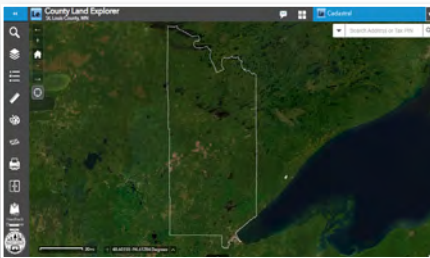 County Land Explorer
St. Louis County, MN
Cadastral
Search Address or Tax PIN